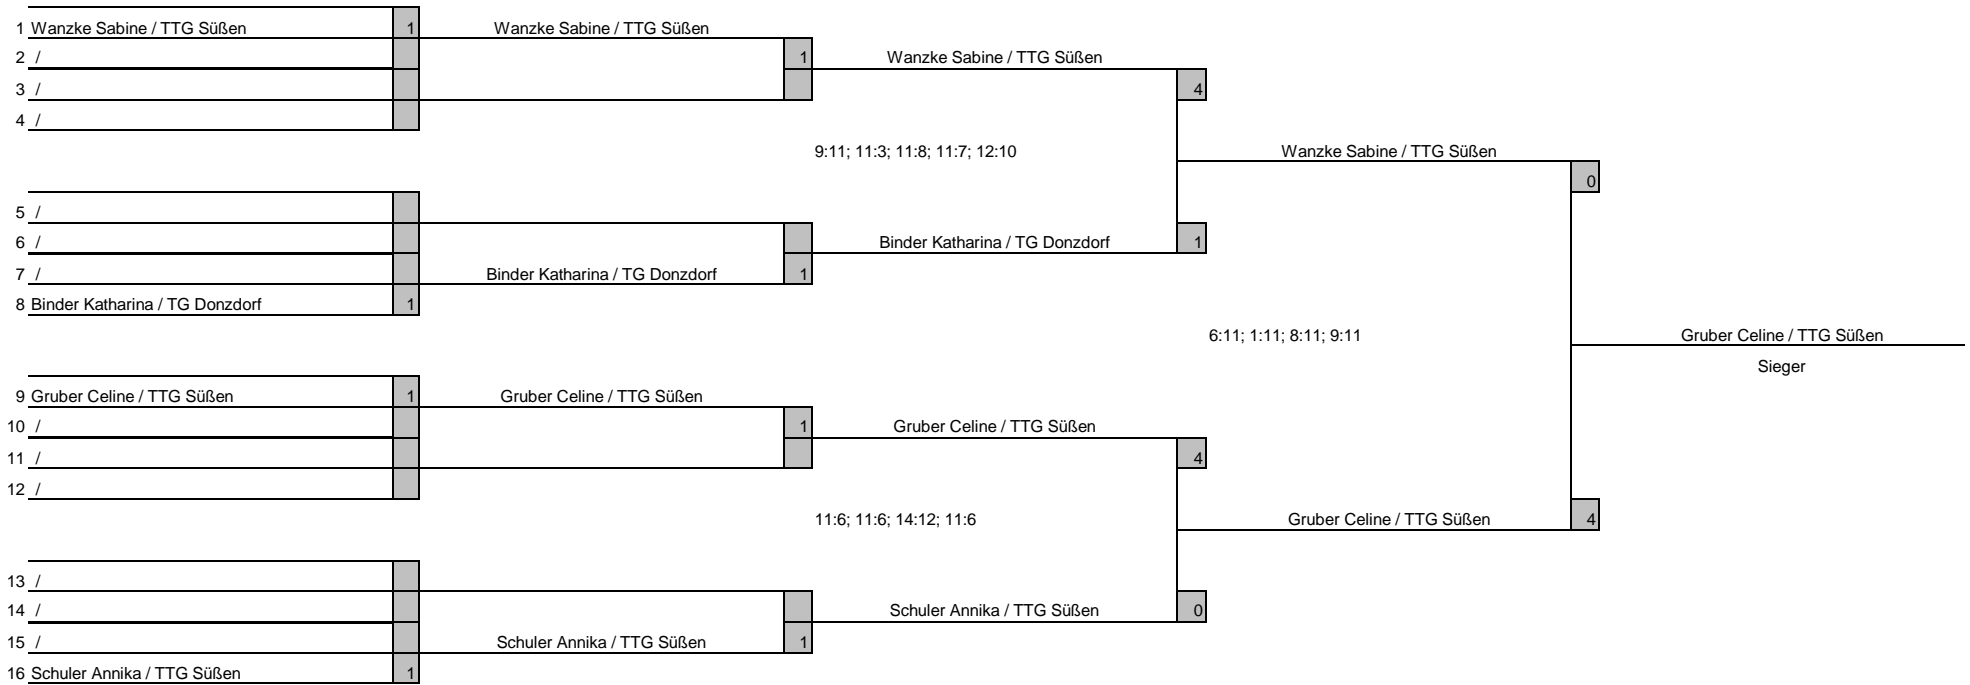 1 Wanzke Sabine / TTG Süßen 1 Wanzke Sabine / TTG Süßen
2 / 1 Wanzke Sabine / TTG Süßen
3 / 4
4 /
9:11; 11:3; 11:8; 11:7; 12:10 Wanzke Sabine / TTG Süßen
0
5 /
6 / Binder Katharina / TG Donzdorf 1
7 / Binder Katharina / TG Donzdorf 1
8 Binder Katharina / TG Donzdorf 1
6:11; 1:11; 8:11; 9:11 Gruber Celine / TTG Süßen
Sieger
9 Gruber Celine / TTG Süßen 1 Gruber Celine / TTG Süßen
10 / 1 Gruber Celine / TTG Süßen
11 / 4
12 /
11:6; 11:6; 14:12; 11:6 Gruber Celine / TTG Süßen 4
13 /
14 / Schuler Annika / TTG Süßen 0
15 / Schuler Annika / TTG Süßen 1
16 Schuler Annika / TTG Süßen 1